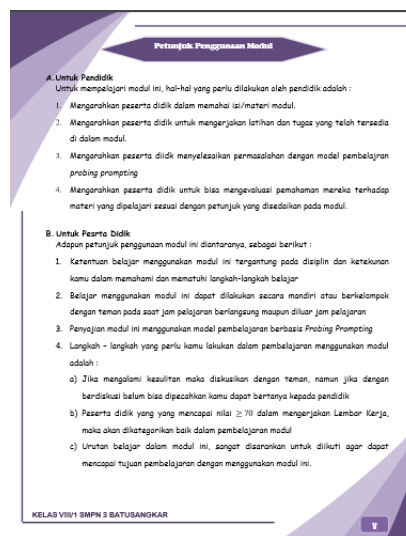 Petunjuk Penggunaan Modul
A. Untuk Pendidik
Untuk mempelajari modul ini, hal-hal yang perlu dilakukan oleh pendidik adalah :
1. Mengarahkan peserta didik dalam memahai isi/materi modul.
2. Mengarahkan peserta didik untuk mengerjakan latihan dan tugas yang telah tersedia
di dalam modul.
3. Mengarahkan peserta diidk menyelesaikan permasalahan dengan model pembelajran
probing prompting
4. Mengarahkan peserta didik untuk bisa mengevaluasi pemahaman mereka terhadap
materi yang dipelajari sesuai dengan petunjuk yang disedaikan pada modul.
B. Untuk Pesrta Didik
Adapun petunjuk penggunaan modul ini diantaranya, sebagai berikut :
1. Ketentuan belajar menggunakan modul ini tergantung pada disiplin dan ketekunan
kamu dalam memahami dan mematuhi langkah-langkah belajar
2. Belajar menggunakan modul ini dapat dilakukan secara mandiri atau berkelompok
dengan teman pada saat jam pelajaran berlangsung maupun diluar jam pelajaran
3. Penyajian modul ini menggunakan model pembelajaran berbasis Probing Prompting
4. Langkah - langkah yang perlu kamu lakukan dalam pembelajaran menggunakan modul
adalah :
a) Jika mengalami kesulitan maka diskusikan dengan teman, namun jika dengan
berdiskusi belum bisa dipecahkan kamu dapat bertanya kepada pendidik
b) Peserta didik yang yang mencapai nilai ≥ 70 dalam mengerjakan Lembar Kerja,
maka akan dikategorikan baik dalam pembelajaran modul
c) Urutan belajar dalam modul ini, sangat disarankan untuk diikuti agar dapat
mencapai tujuan pembelajaran dengan menggunakan modul ini.
KELAS VIII/1 SMPN 3 BATUSANGKAR
V